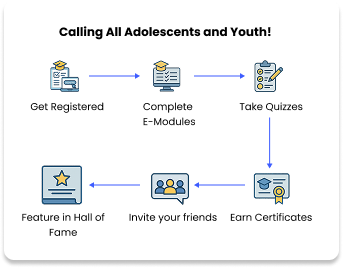 Calling All Adolescents and Youth!
Get Registered
Complete
E-Modules
Take Quizzes
Earn Certificates
Invite your friends
Feature in Hall of
Fame